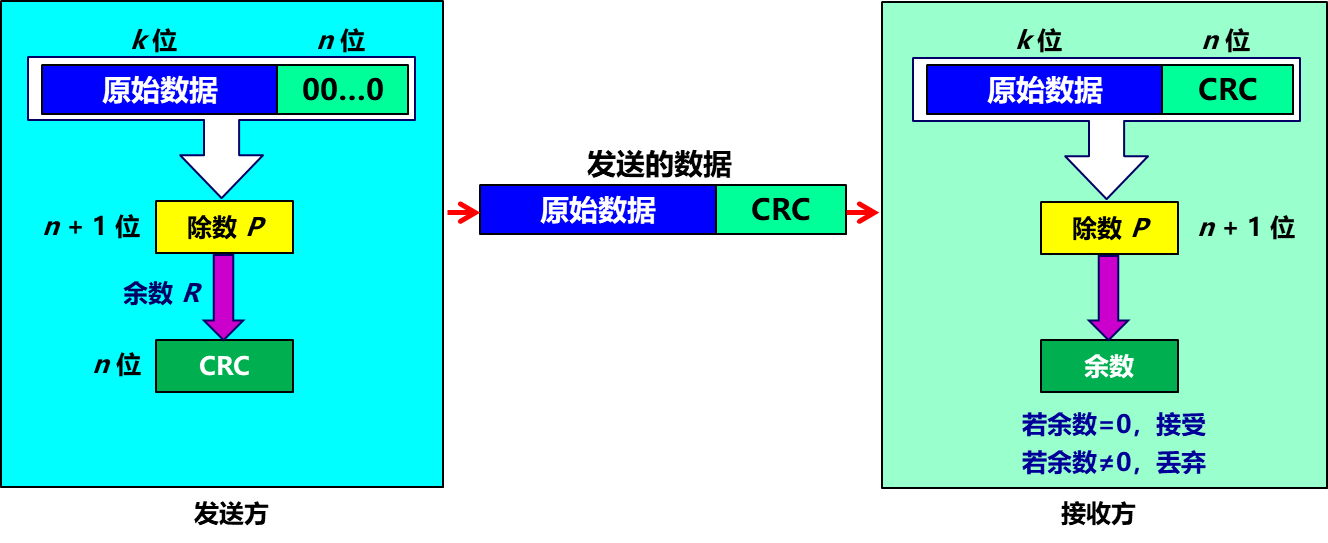 k 位 n 位
原始数据 00...0
n + 1 位 除数 P
余数 R
n 位 CRC
发送方
发送的数据
原始数据 CRC
k 位 n 位
原始数据 CRC
除数 P n + 1 位
余数
若余数=0，接受
若余数≠0，丢弃
接收方